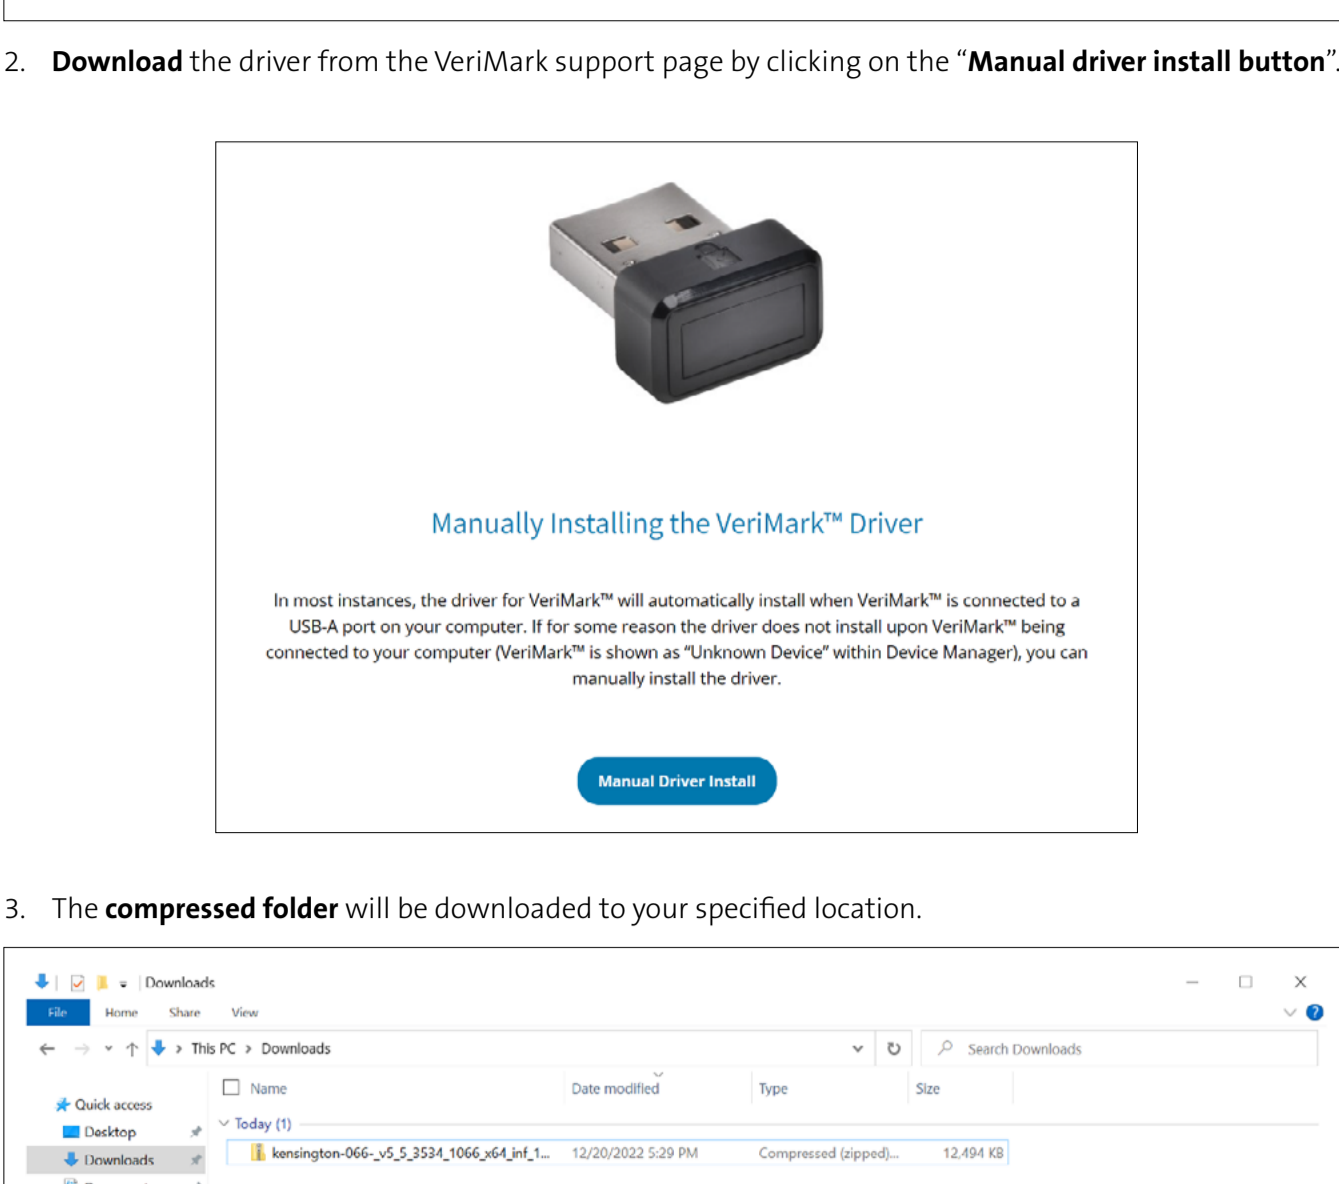 2. Download the driver from the VeriMark support page by clicking on the “Manual driver install button”.
Manually Installing the VeriMark™ Driver
In most instances, the driver for VeriMark™ will automatically install when VeriMark™ is connected to a
USB-A port on your computer. If for some reason the driver does not install upon VeriMark™ being
connected to your computer (VeriMark™ is shown as “Unknown Device” within Device Manager), you can
manually install the driver.
Manual Driver Install
3. The compressed folder will be downloaded to your specified location.
Downloads
File Home Share View
This PC > Downloads Search Downloads
Name Date modified Type Size
Quick access
Today (1)
Desktop
kensington-066-_v5_5_3534_1066_x64_inf_1... 12/20/2022 5:29 PM Compressed (zipped)... 12,494 KB
Downloads